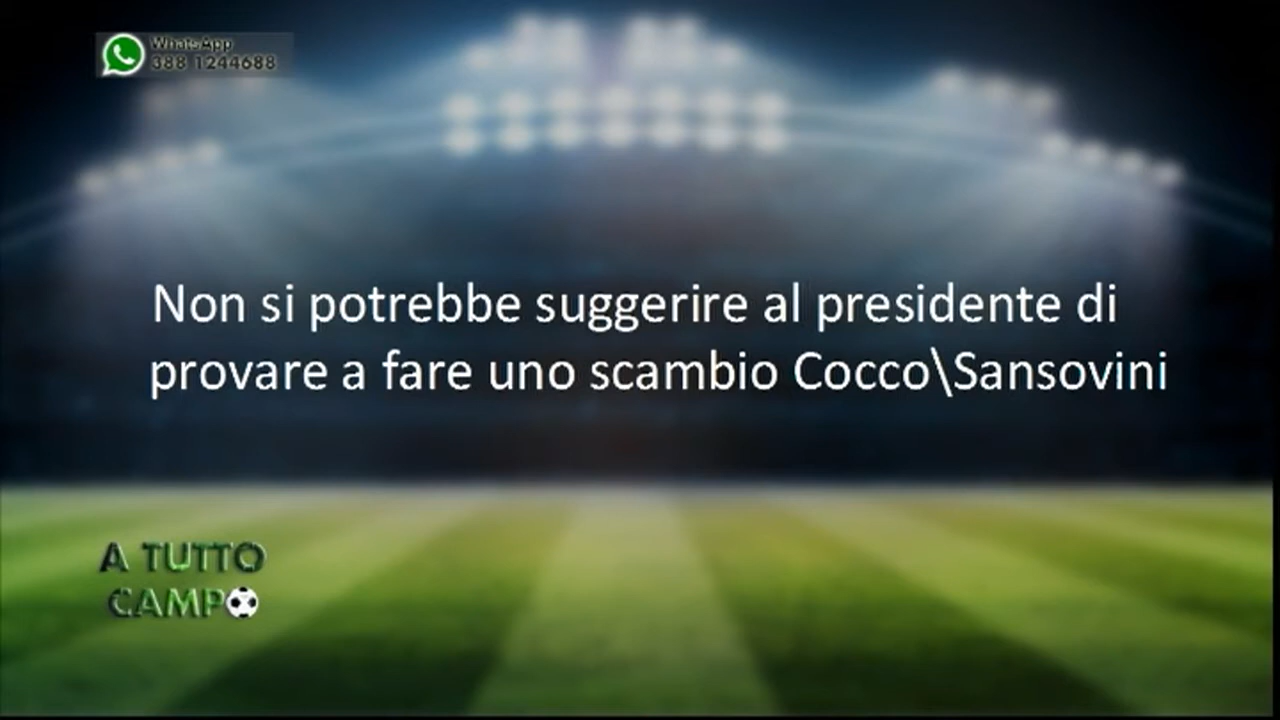 WhatsApp
388 1244688
Non si potrebbe suggerire al presidente di
provare a fare uno scambio Cocco\Sansovini
A TUTTO
CAMPO